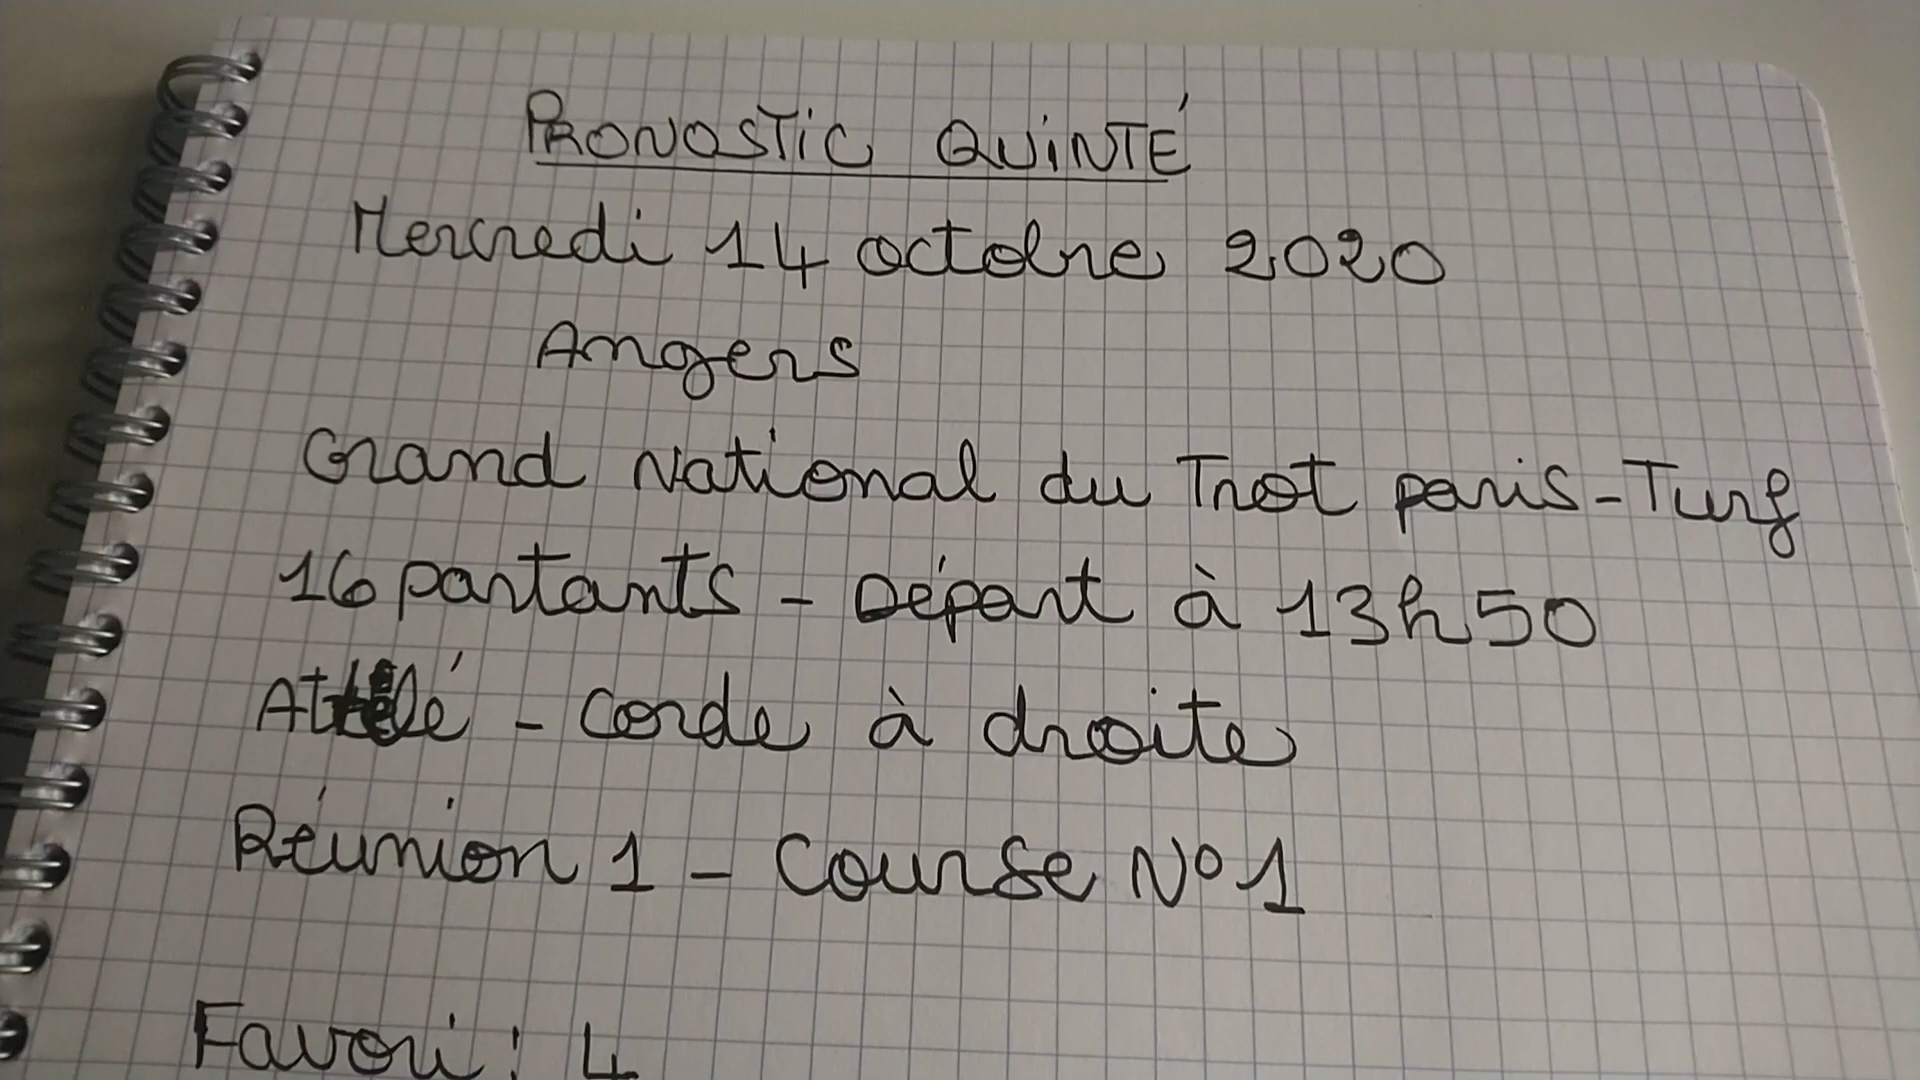 PRONOSTIC QUINTÉ
Mercredi 14 octobre 2020
Angers
Grand National du Trot paris-Turf
16 partants - Départ à 13h50
Attelé - Corde à droite
Réunion 1 - Course N°1
Favori : 4